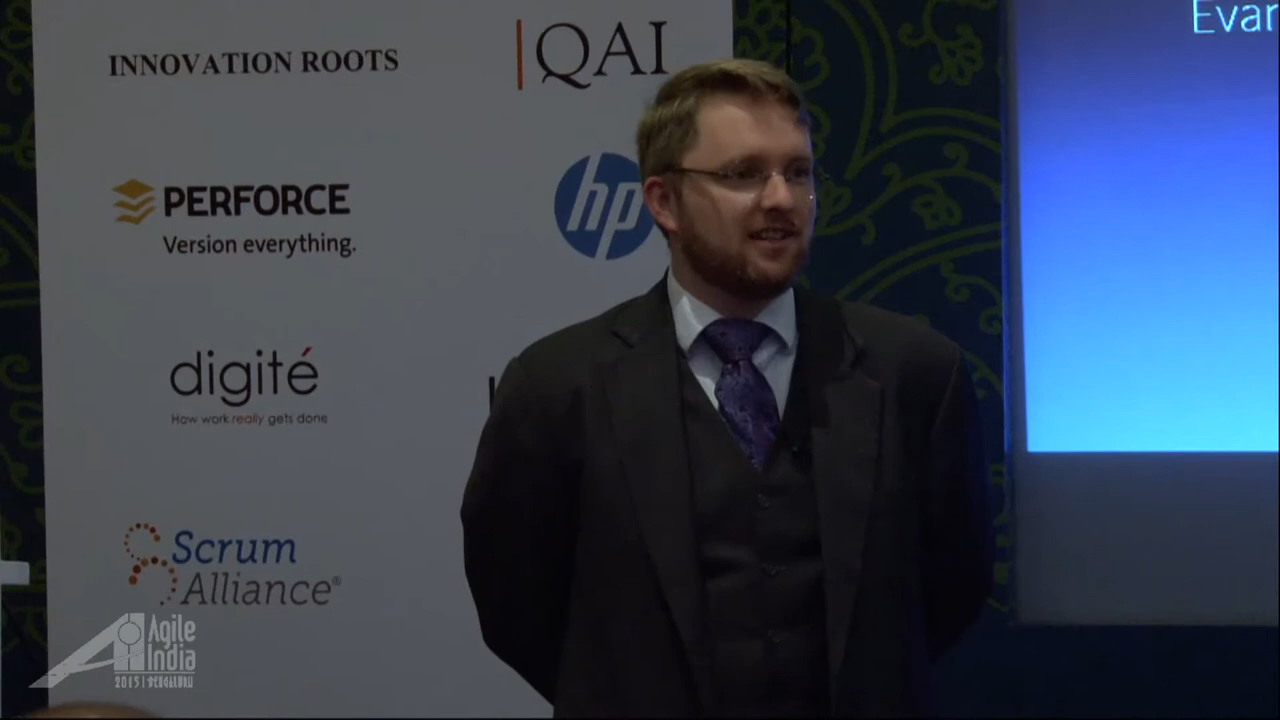 INNOVATION ROOTS
QAI
PERFORCE
Version everything.
hp
digité
How work really gets done
Scrum
Alliance®
Agile
India
2015 | BENGALURU
Evan